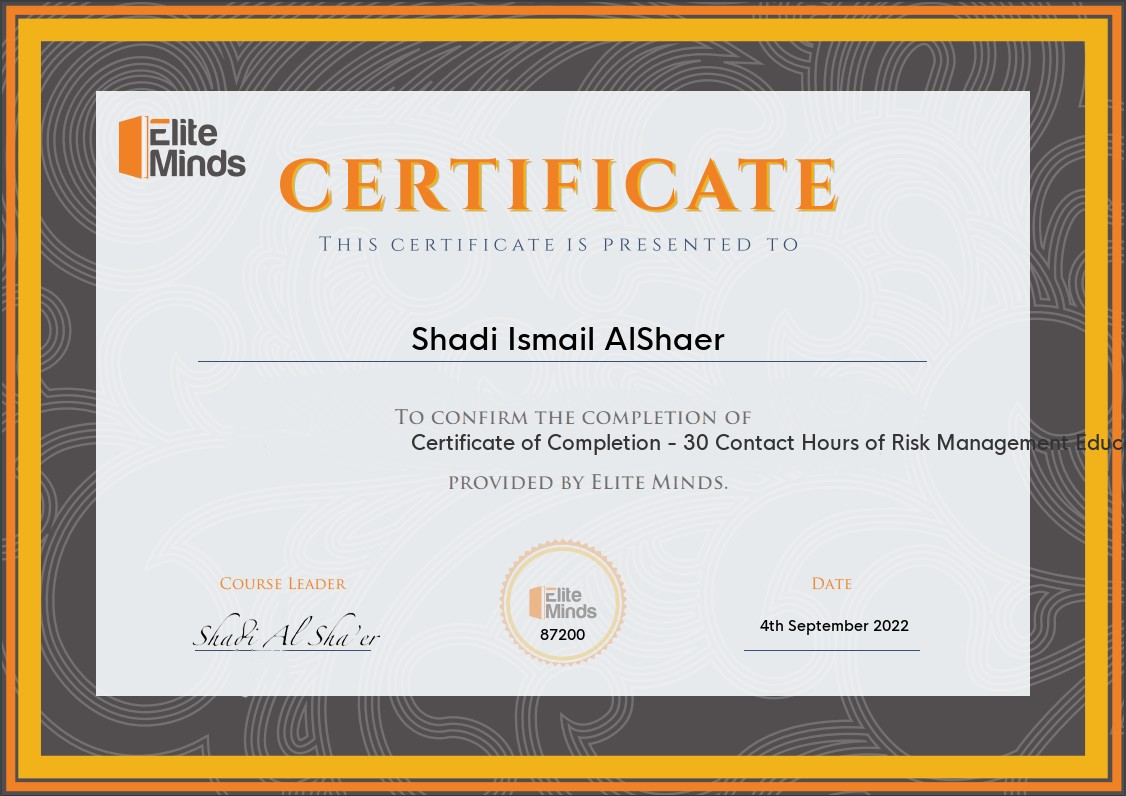 Elite
Minds
CERTIFICATE
THIS CERTIFICATE IS PRESENTED TO
Shadi Ismail AlShaer
TO CONFIRM THE COMPLETION OF
Certificate of Completion - 30 Contact Hours of Risk Management Educ
PROVIDED BY ELITE MINDS.
COURSE LEADER
Shadi Al Sha'er
Elite
Minds
87200
DATE
4th September 2022